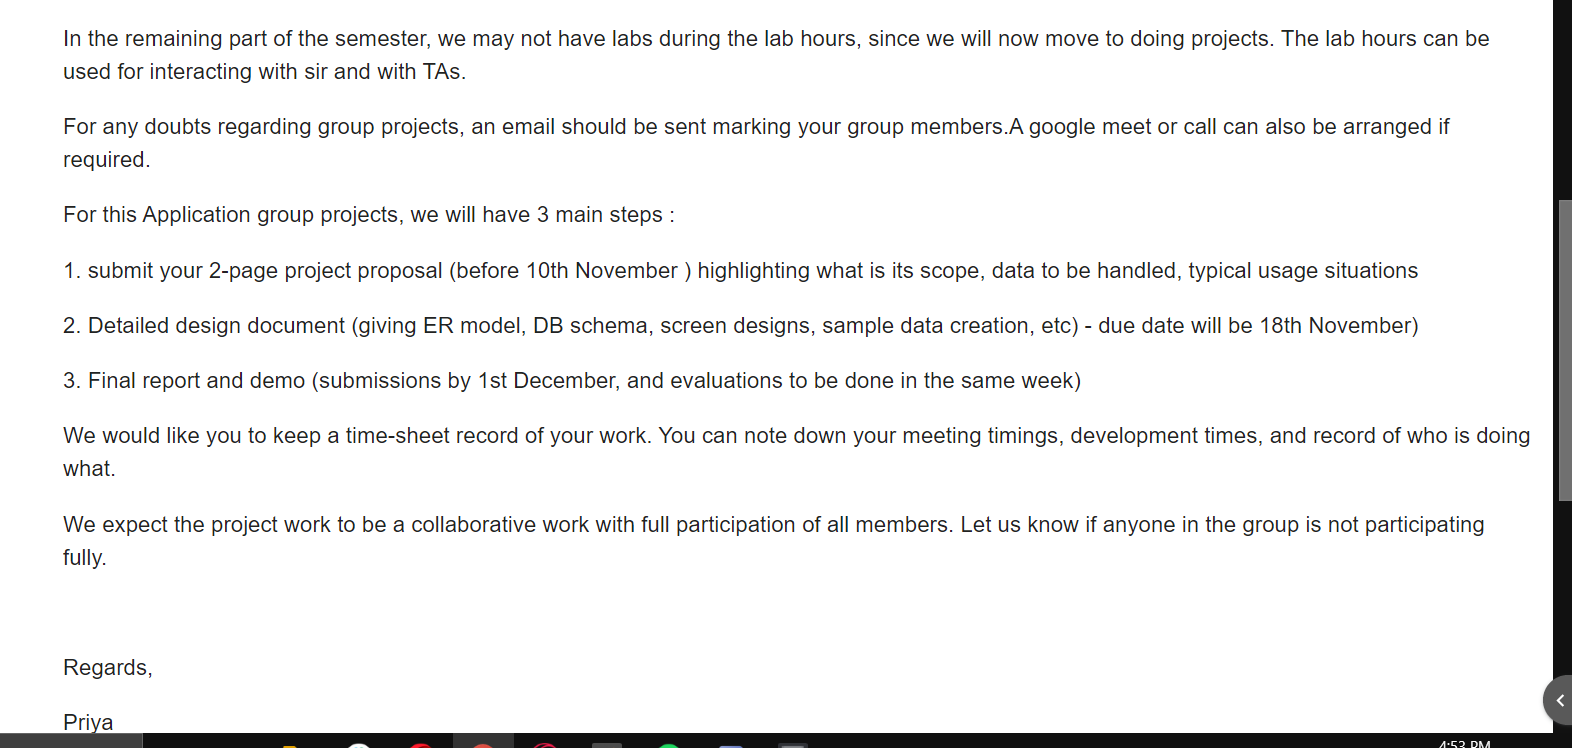 In the remaining part of the semester, we may not have labs during the lab hours, since we will now move to doing projects. The lab hours can be
used for interacting with sir and with TAs.
For any doubts regarding group projects, an email should be sent marking your group members.A google meet or call can also be arranged if
required.
For this Application group projects, we will have 3 main steps :
1. submit your 2-page project proposal (before 10th November ) highlighting what is its scope, data to be handled, typical usage situations
2. Detailed design document (giving ER model, DB schema, screen designs, sample data creation, etc) - due date will be 18th November)
3. Final report and demo (submissions by 1st December, and evaluations to be done in the same week)
We would like you to keep a time-sheet record of your work. You can note down your meeting timings, development times, and record of who is doing
what.
We expect the project work to be a collaborative work with full participation of all members. Let us know if anyone in the group is not participating
fully.
Regards,
Priya
4:53 PM